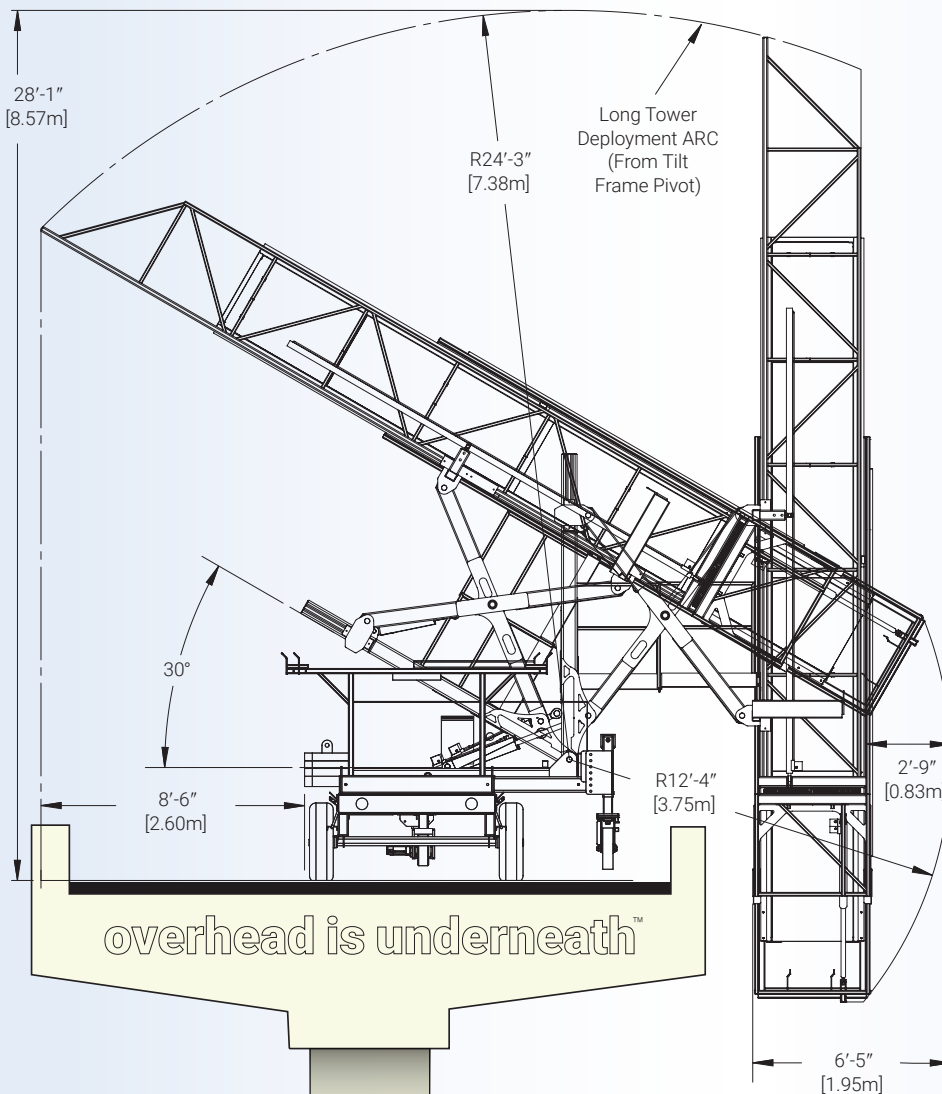 28'-1"
[8.57m]
R24'-3"
[7.38m]
Long Tower
Deployment ARC
(From Tilt
Frame Pivot)
30°
8'-6"
[2.60m]
R12'-4"
[3.75m]
2'-9"
[0.83m
overhead is underneath™
6'-5"
[1.95m]